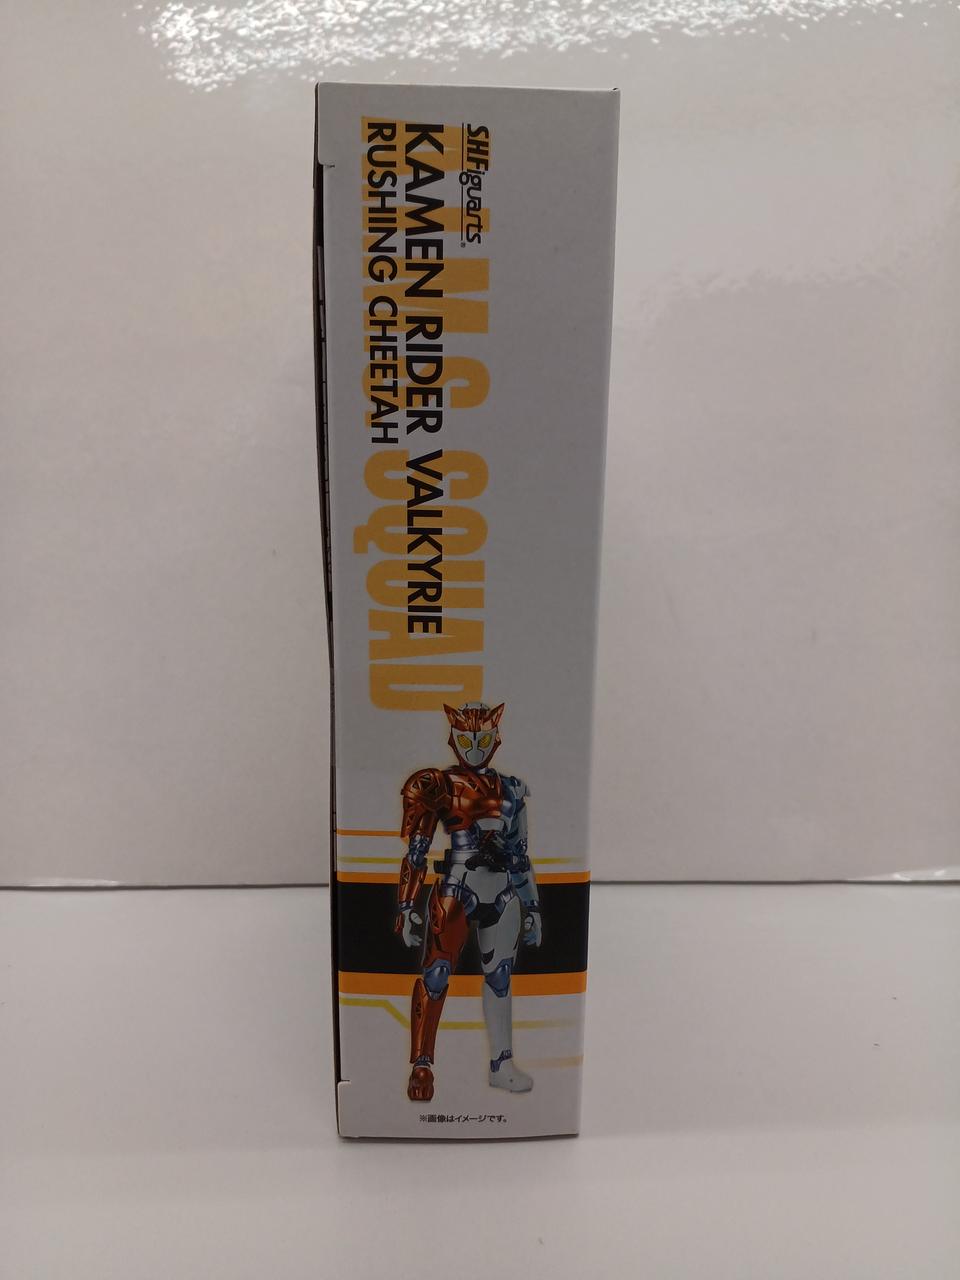 S.H.Figuarts®
KAMEN RIDER VALKYRIE
RUSHING CHEETAH
A.I.M.S. SQUAD
※画像はイメージです。